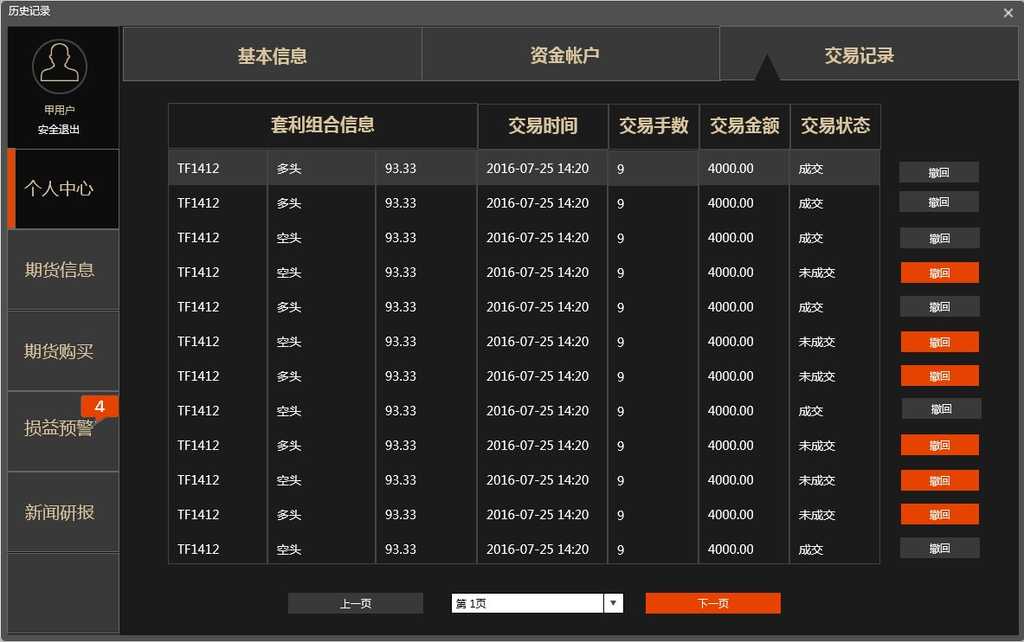 历史记录
甲用户
安全退出
个人中心
期货信息
期货购买
4
损益预警
新闻研报
基本信息 资金帐户 交易记录
套利组合信息 交易时间 交易手数 交易金额 交易状态
TF1412 多头 93.33 2016-07-25 14:20 9 4000.00 成交 撤回
TF1412 多头 93.33 2016-07-25 14:20 9 4000.00 成交 撤回
TF1412 空头 93.33 2016-07-25 14:20 9 4000.00 成交 撤回
TF1412 空头 93.33 2016-07-25 14:20 9 4000.00 未成交 撤回
TF1412 多头 93.33 2016-07-25 14:20 9 4000.00 成交 撤回
TF1412 空头 93.33 2016-07-25 14:20 9 4000.00 未成交 撤回
TF1412 多头 93.33 2016-07-25 14:20 9 4000.00 未成交 撤回
TF1412 空头 93.33 2016-07-25 14:20 9 4000.00 成交 撤回
TF1412 多头 93.33 2016-07-25 14:20 9 4000.00 未成交 撤回
TF1412 空头 93.33 2016-07-25 14:20 9 4000.00 未成交 撤回
TF1412 多头 93.33 2016-07-25 14:20 9 4000.00 未成交 撤回
TF1412 空头 93.33 2016-07-25 14:20 9 4000.00 成交 撤回
上一页 第 1页 下一页